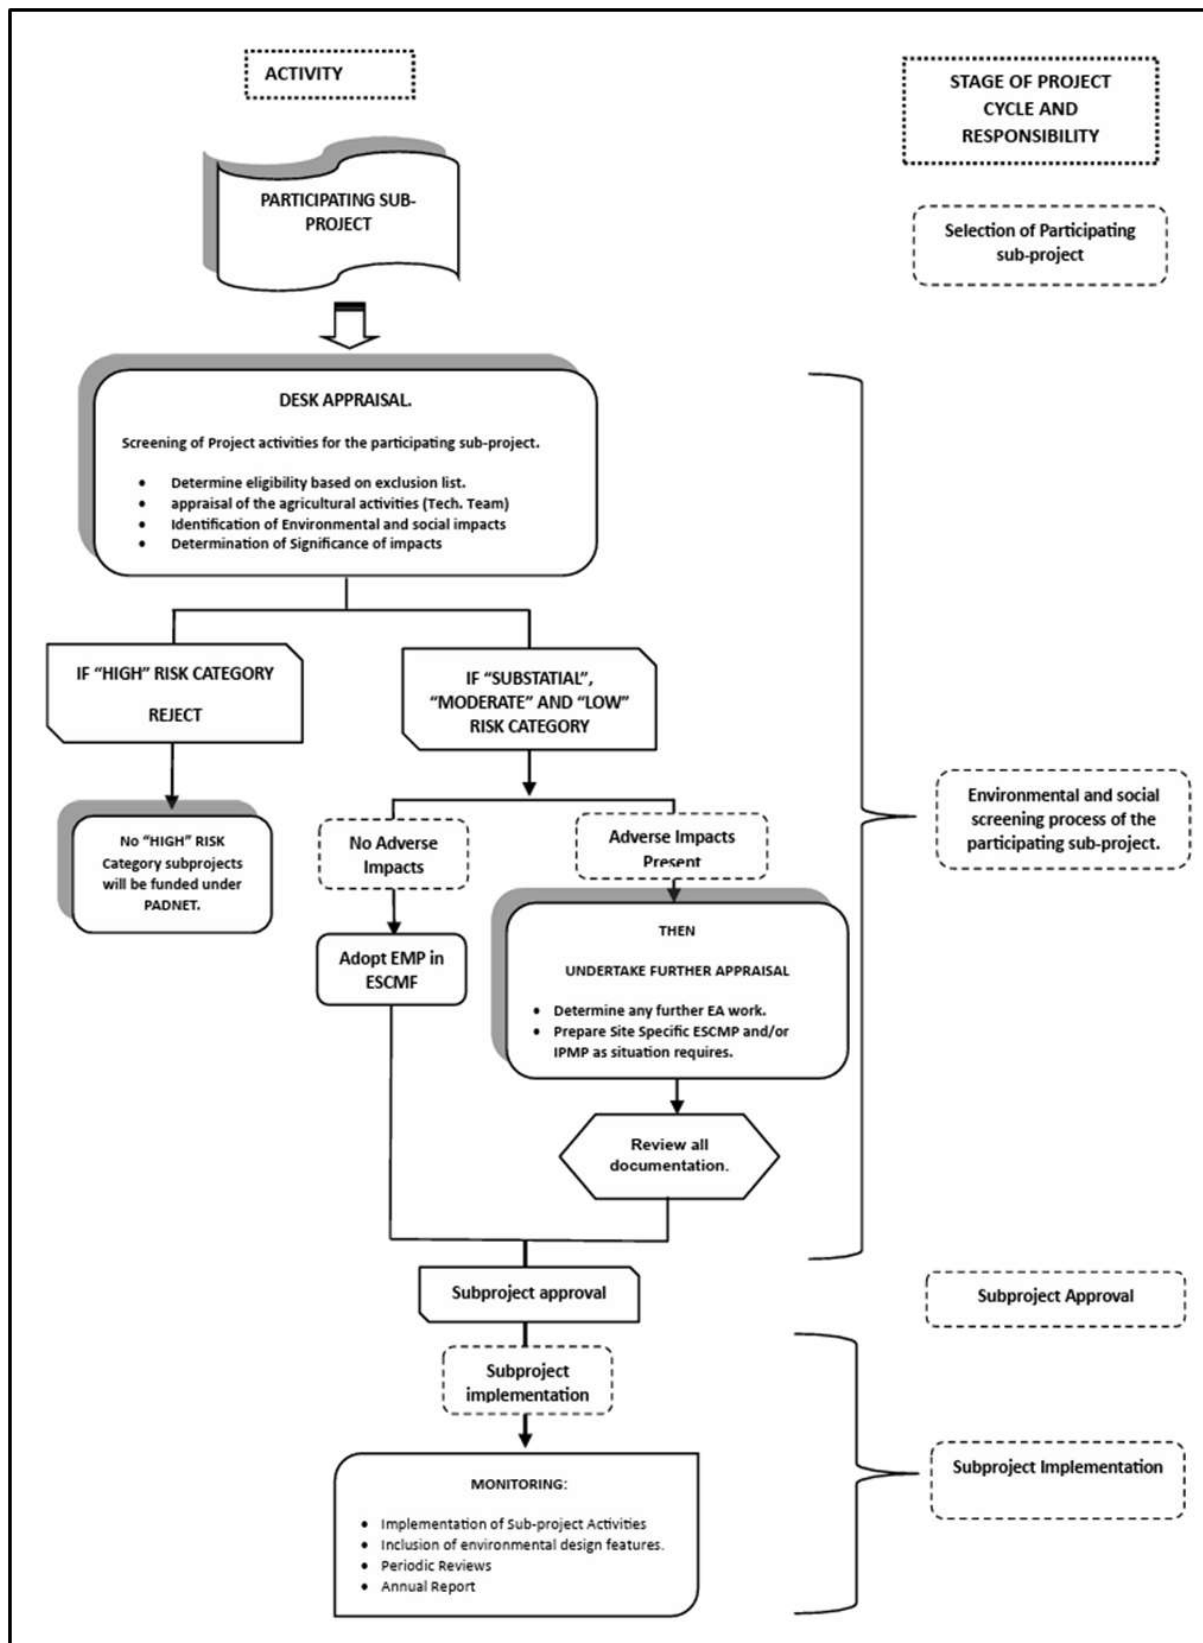 ACTIVITY
STAGE OF PROJECT
CYCLE AND
RESPONSIBILITY
PARTICIPATING SUB-
PROJECT
Selection of Participating
sub-project
DESK APPRAISAL.
Screening of Project activities for the participating sub-project.
• Determine eligibility based on exclusion list.
• appraisal of the agricultural activities (Tech. Team)
• Identification of Environmental and social impacts
• Determination of Significance of impacts
IF “HIGH” RISK CATEGORY
REJECT
IF “SUBSTATIAL”,
“MODERATE” AND “LOW”
RISK CATEGORY
No “HIGH” RISK
Category subprojects
will be funded under
PADNET.
No Adverse
Impacts
Adverse Impacts
Present
Environmental and social
screening process of the
participating sub-project.
Adopt EMP in
ESCMF
THEN
UNDERTAKE FURTHER APPRAISAL
• Determine any further EA work.
• Prepare Site Specific ESCMP and/or
IPMP as situation requires.
Review all
documentation.
Subproject approval
Subproject Approval
Subproject
implementation
MONITORING:
• Implementation of Sub-project Activities
• Inclusion of environmental design features.
• Periodic Reviews
• Annual Report
Subproject Implementation